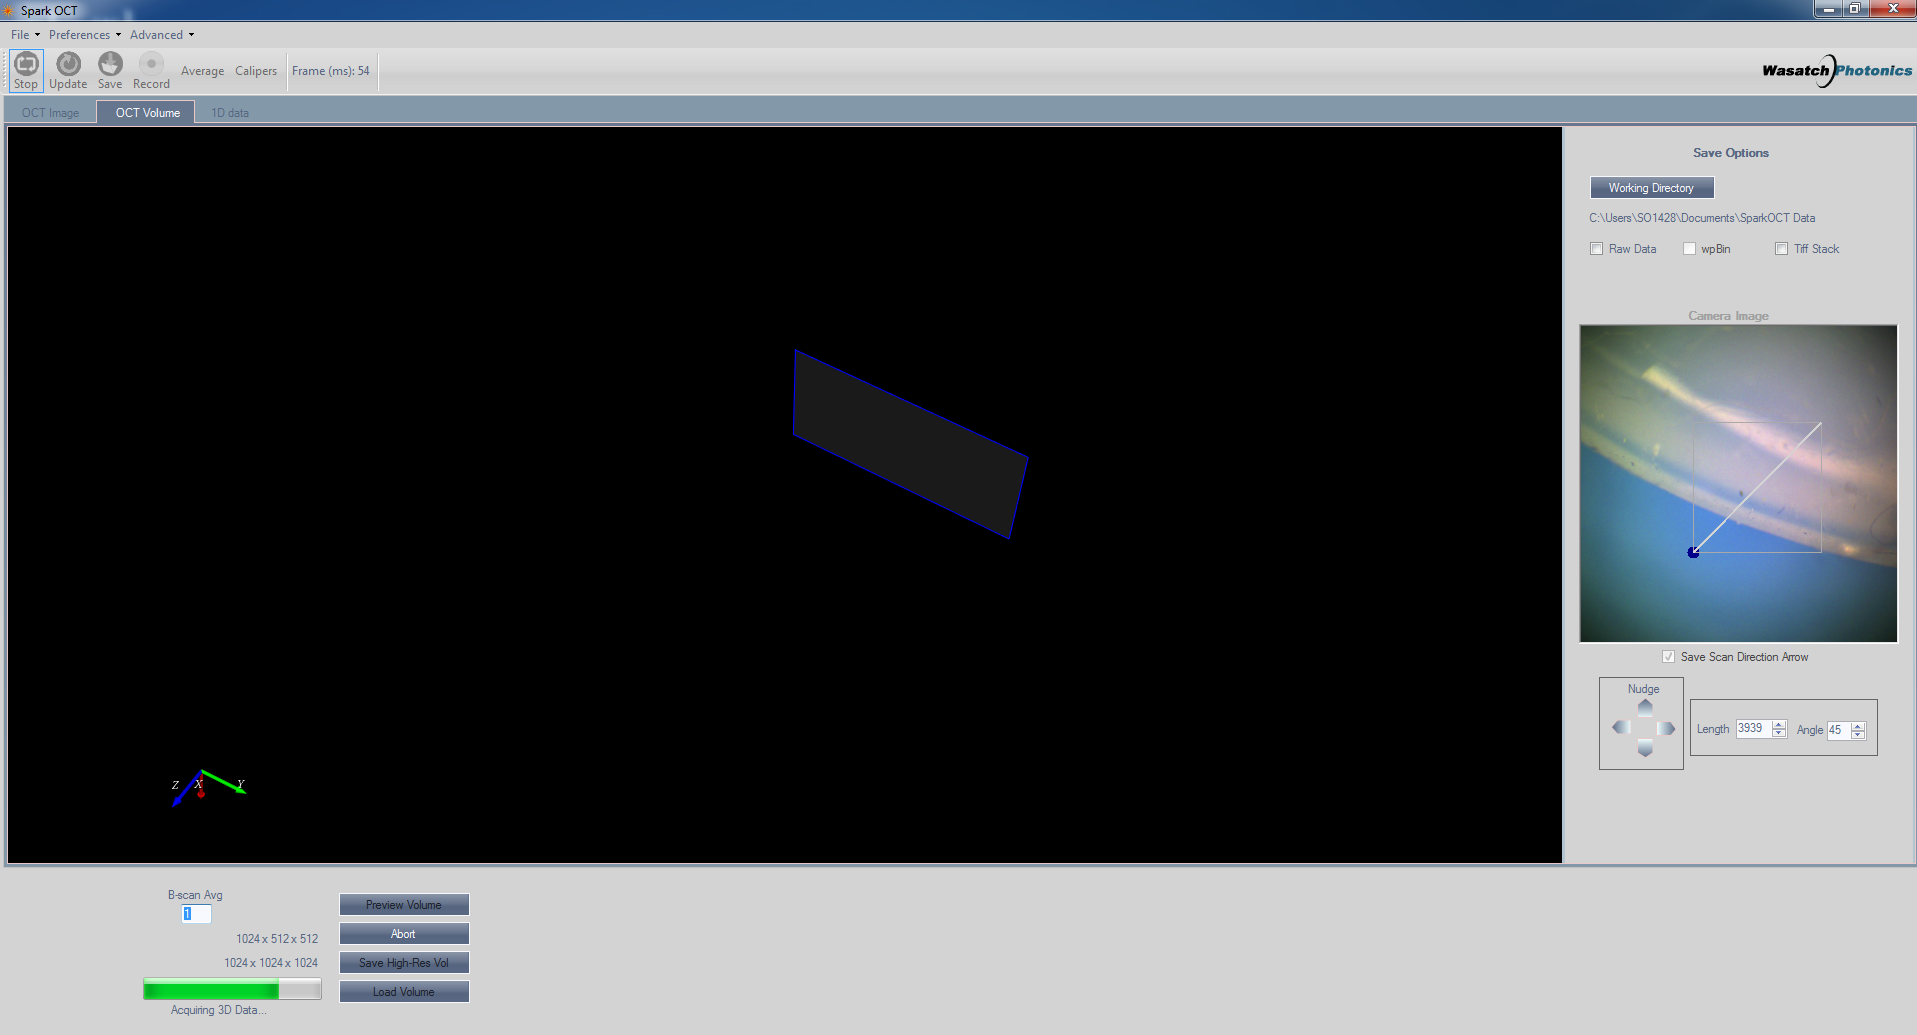 Spark OCT
File Preferences Advanced
Stop Update Save Record Average Calipers Frame (ms): 54
Wasatch Photonics
OCT Image OCT Volume 1D data
Save Options
Working Directory
C:\Users\SO1428\Documents\SparkOCT Data
Raw Data wpBin Tiff Stack
Camera Image
Save Scan Direction Arrow
Nudge
Length 3939 Angle 45
Z X Y
B-scan Avg
1
Preview Volume
1024 x 512 x 512
Abort
1024 x 1024 x 1024
Save High-Res Vol
Load Volume
Acquiring 3D Data...